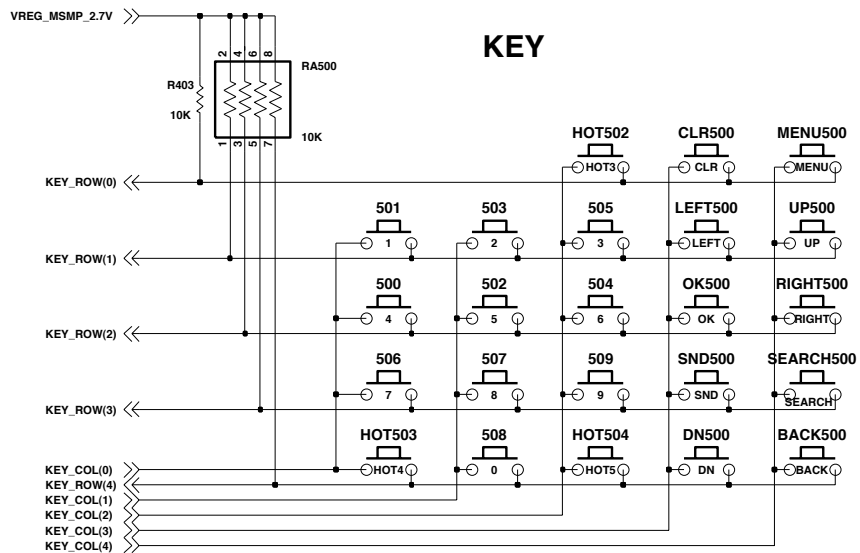 VREG_MSMP_2.7V
KEY
2 4 6 8
RA500
R403
10K
1 3 5 7
10K
HOT502 CLR500 MENU500
HOT3 CLR MENU
KEY_ROW(0)
501 503 505 LEFT500 UP500
1 2 3 LEFT UP
KEY_ROW(1)
500 502 504 OK500 RIGHT500
4 5 6 OK RIGHT
KEY_ROW(2)
506 507 509 SND500 SEARCH500
7 8 9 SND SEARCH
KEY_ROW(3)
HOT503 508 HOT504 DN500 BACK500
HOT4 0 HOT5 DN BACK
KEY_COL(0)
KEY_ROW(4)
KEY_COL(1)
KEY_COL(2)
KEY_COL(3)
KEY_COL(4)